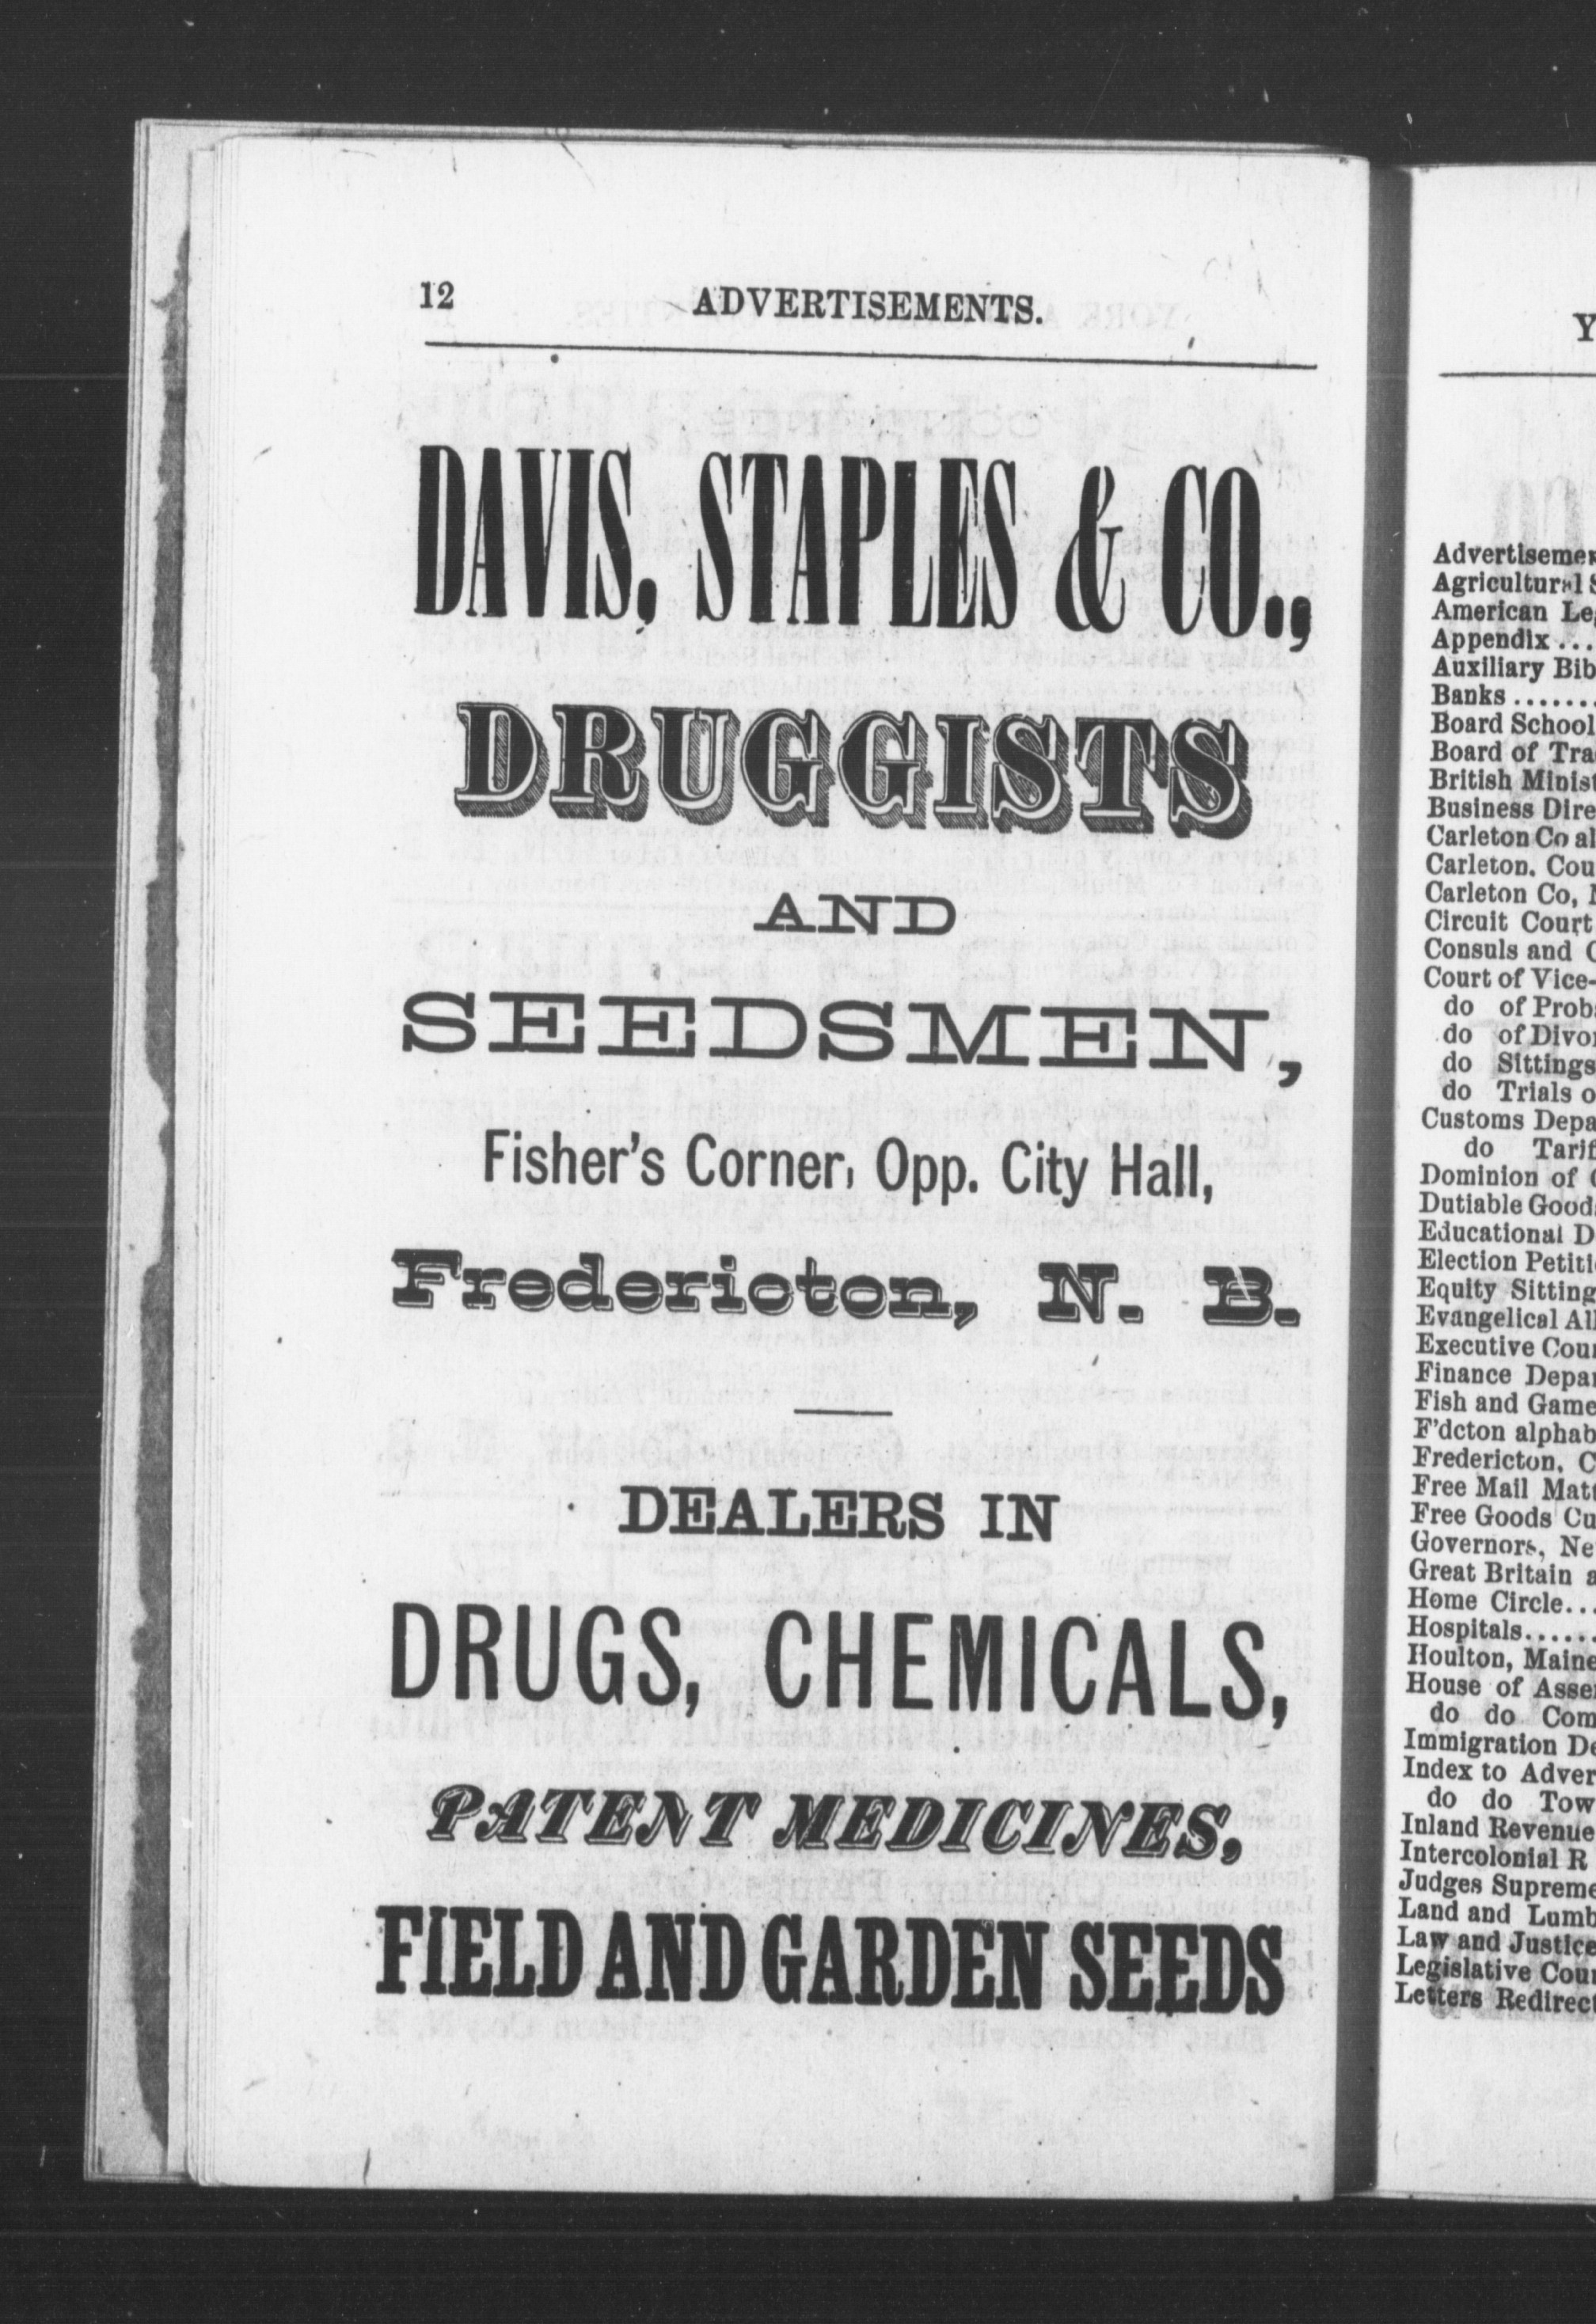 12 ADVERTISEMENTS.
DAVIS, STAPLES & CO.,
DRUGGISTS
AND
SEEDSMEN,
Fisher's Corner, Opp. City Hall,
Fredericton, N. B.
DEALERS IN
DRUGS, CHEMICALS,
PATENT MEDICINES,
FIELD AND GARDEN SEEDS
Y
Advertisemen
Agricultural S
American Le
Appendix ...
Auxiliary Bib
Banks .......
Board School
Board of Tra
British Minist
Business Dire
Carleton Co al
Carleton, Cou
Carleton Co,
Circuit Court
Consuls and C
Court of Vice-
do of Prob
do of Divo
do Sittings
do Trials o
Customs Depa
do Tarif
Dominion of C
Dutiable Good
Educational D
Election Petiti
Equity Sitting
Evangelical All
Executive Cou
Finance Depa
Fish and Game
F'dcton alphab
Fredericton, C
Free Mail Matt
Free Goods Cu
Governors, Ne
Great Britain a
Home Circle...
Hospitals......
Houlton, Maine
House of Asse
do do Com
Immigration De
Index to Adver
do do Tow
Inland Revenue
Intercolonial R
Judges Supreme
Land and Lumb
Law and Justice
Legislative Cou
Letters Redirect